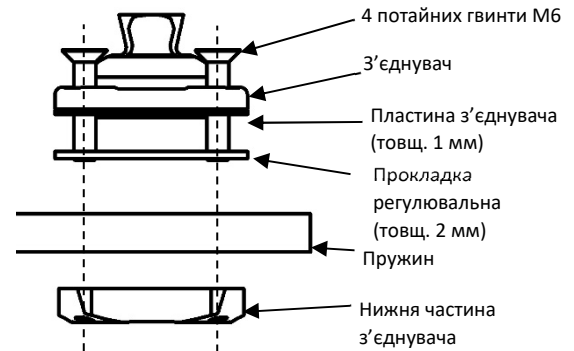 4 потайних гвинти М6
З’єднувач
Пластина з’єднувача
(товщ. 1 мм)
Прокладка
регулювальна
(товщ. 2 мм)
Пружин
Нижня частина
з’єднувача